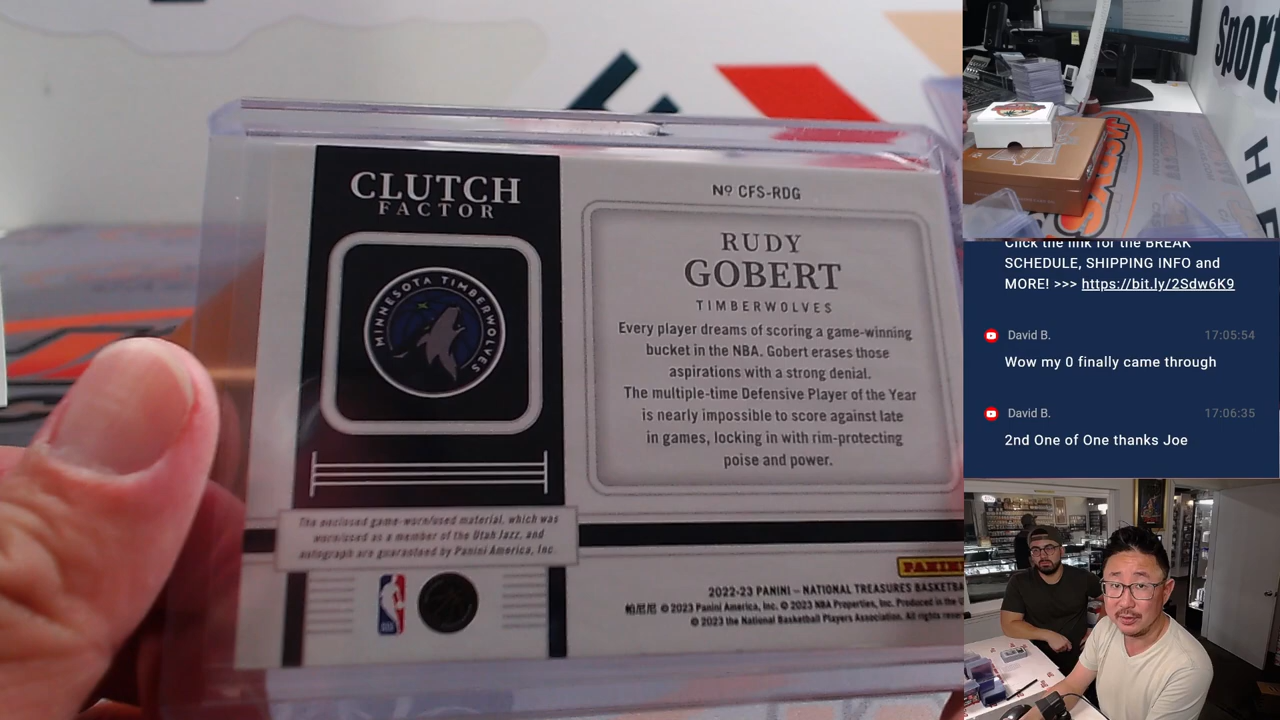 CLUTCH
FACTOR
MINNESOTA TIMBERWOLVES
The enclosed game-worn/used material, which was
worn/used as a member of the Utah Jazz, and
autograph are guaranteed by Panini America, Inc.
Nº CFS-RDG
RUDY
GOBERT
TIMBERWOLVES
Every player dreams of scoring a game-winning
bucket in the NBA. Gobert erases those
aspirations with a strong denial.
The multiple-time Defensive Player of the Year
is nearly impossible to score against late
in games, locking in with rim-protecting
poise and power.
2022-23 PANINI – NATIONAL TREASURES BASKETBA
帕尼尼 © 2023 Panini America, Inc. © 2023 NBA Properties, Inc. Produced in the U
© 2023 the National Basketball Players Association. All rights reser
Sport
Click the link for the BREAK
SCHEDULE, SHIPPING INFO and
MORE! >>> https://bit.ly/2Sdw6K9
David B. 17:05:54
Wow my 0 finally came through
David B. 17:06:35
2nd One of One thanks Joe